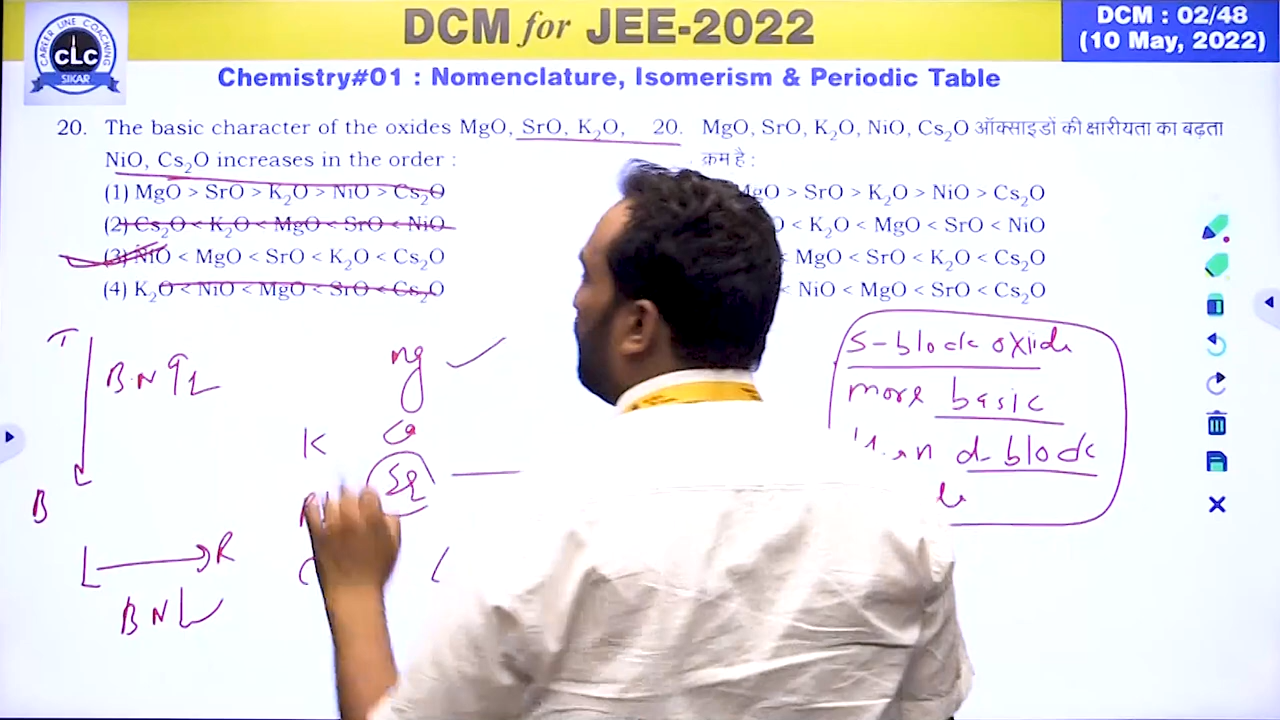 DCM for JEE-2022
DCM : 02/48
(10 May, 2022)
CAREER LINE COACHING
CLC
SIKAR
Chemistry#01 : Nomenclature, Isomerism & Periodic Table
20. The basic character of the oxides MgO, SrO, K₂O,
NiO, Cs₂O increases in the order :
(1) MgO > SrO > K₂O > NiO > Cs₂O
(2) Cs₂O < K₂O < MgO < SrO < NiO
(3) NiO < MgO < SrO < K₂O < Cs₂O
(4) K₂O < NiO < MgO < SrO < Cs₂O
20. MgO, SrO, K₂O, NiO, Cs₂O ऑक्साइडों की क्षारीयता का बढ़ता
क्रम है :
MgO > SrO > K₂O > NiO > Cs₂O
O < K₂O < MgO < SrO < NiO
< MgO < SrO < K₂O < Cs₂O
< NiO < MgO < SrO < Cs₂O
T
B
L R
B N
mg
Ca
K
s-block oxide
more basic
d-block